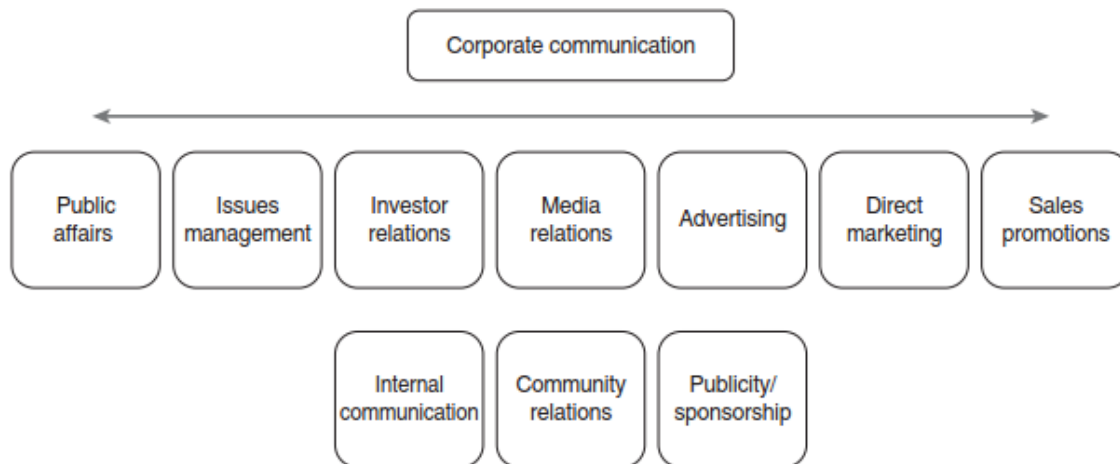 Corporate communication
Public
affairs
Issues
management
Investor
relations
Media
relations
Advertising
Direct
marketing
Sales
promotions
Internal
communication
Community
relations
Publicity/
sponsorship